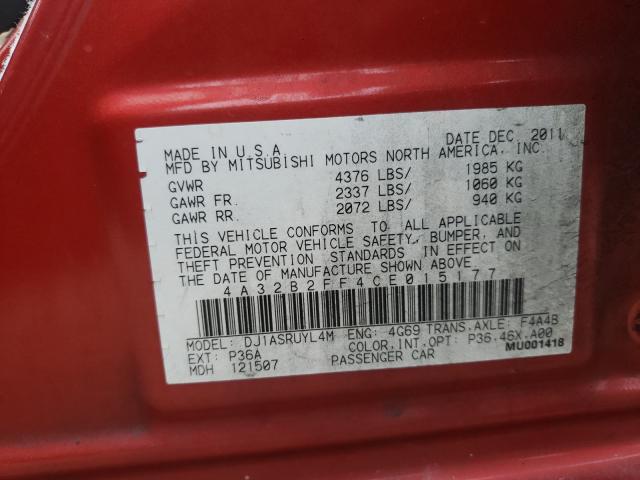 MADE IN U.S.A. DATE DEC 2011
MFD BY MITSUBISHI MOTORS NORTH AMERICA, INC.
GVWR 4376 LBS/ 1985 KG
GAWR FR. 2337 LBS/ 1060 KG
GAWR RR. 2072 LBS/ 940 KG
THIS VEHICLE CONFORMS TO ALL APPLICABLE
FEDERAL MOTOR VEHICLE SAFETY, BUMPER, AND
THEFT PREVENTION STANDARDS IN EFFECT ON
THE DATE OF MANUFACTURE SHOWN ABOVE
4A32B2FF4CE015177
MODEL: DJ1ASRUYL4M ENG: 4G69 TRANS.AXLE: F4A4B
EXT: P36A COLOR,INT,OPT: P36,46X,A00
MDH 121507 PASSENGER CAR MU001418